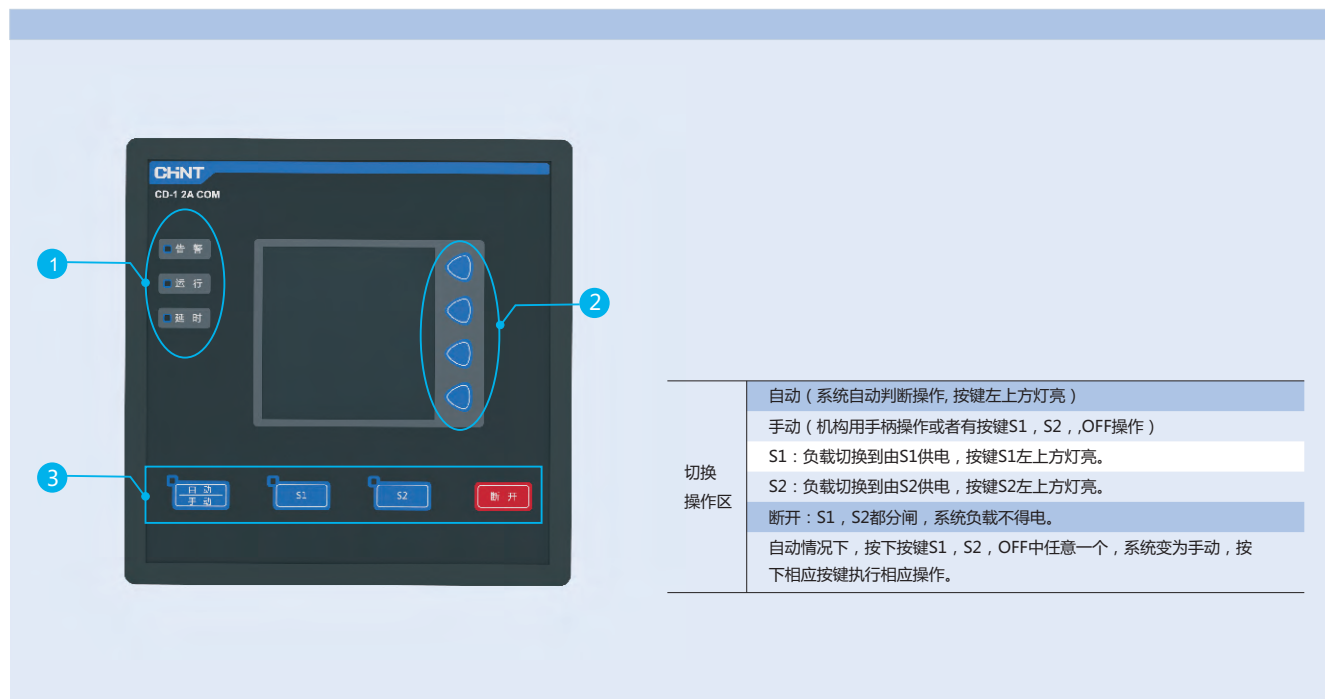 CHNT
CD-1 2A COM
告 警
运 行
延 时
1
2
3
自 动
手 动
S1
S2
断 开
切换
操作区
自动(系统自动判断操作, 按键左上方灯亮)
手动(机构用手柄操作或者有按键S1,S2,,OFF操作)
S1:负载切换到由S1供电,按键S1左上方灯亮。
S2:负载切换到由S2供电,按键S2左上方灯亮。
断开:S1,S2都分闸,系统负载不得电。
自动情况下,按下按键S1,S2,OFF中任意一个,系统变为手动,按
下相应按键执行相应操作。